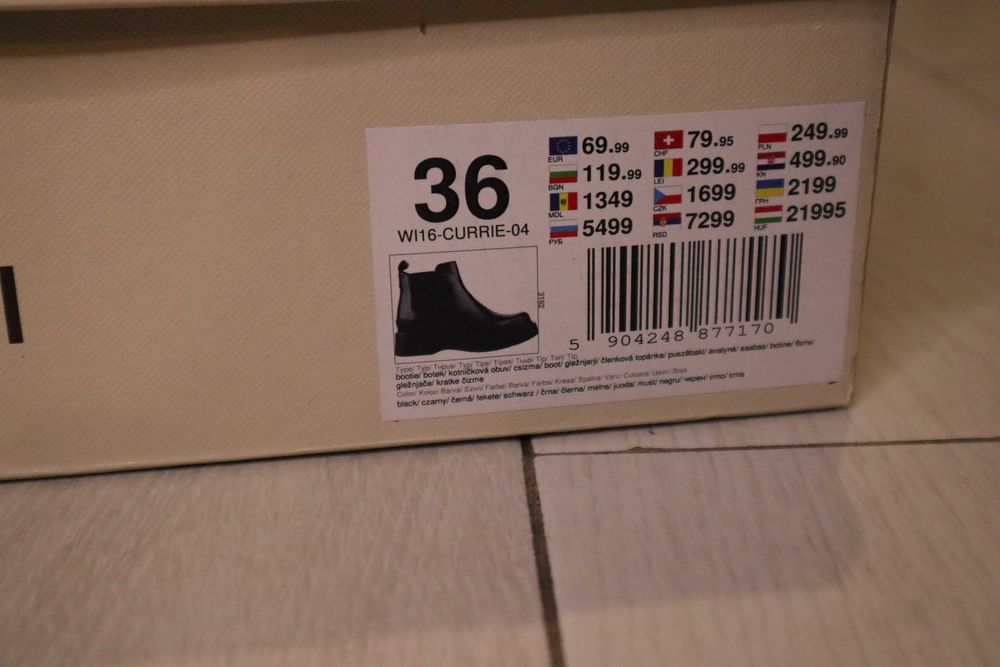 36
WI16-CURRIE-04
EUR 69.99
CHF 79.95
PLN 249.99
BGN 119.99
LEI 299.99
KN 499.90
MDL 1349
CZK 1699
ГРН 2199
РУБ 5499
RSD 7299
HUF 21995
3192
5 904248 877170
bootie/ botek/ kotníčková obuv/ csizma/ boot/ gležnjarji/ členková topánka/ puszābaki/ avalynė/ saabas/ botine/ боти/
gležnjače/ kratke čizme
black/ czarny/ černá/ fekete/ schwarz / črna/ čierna/ melns/ juoda/ must/ negru/ черен/ crno/ crna